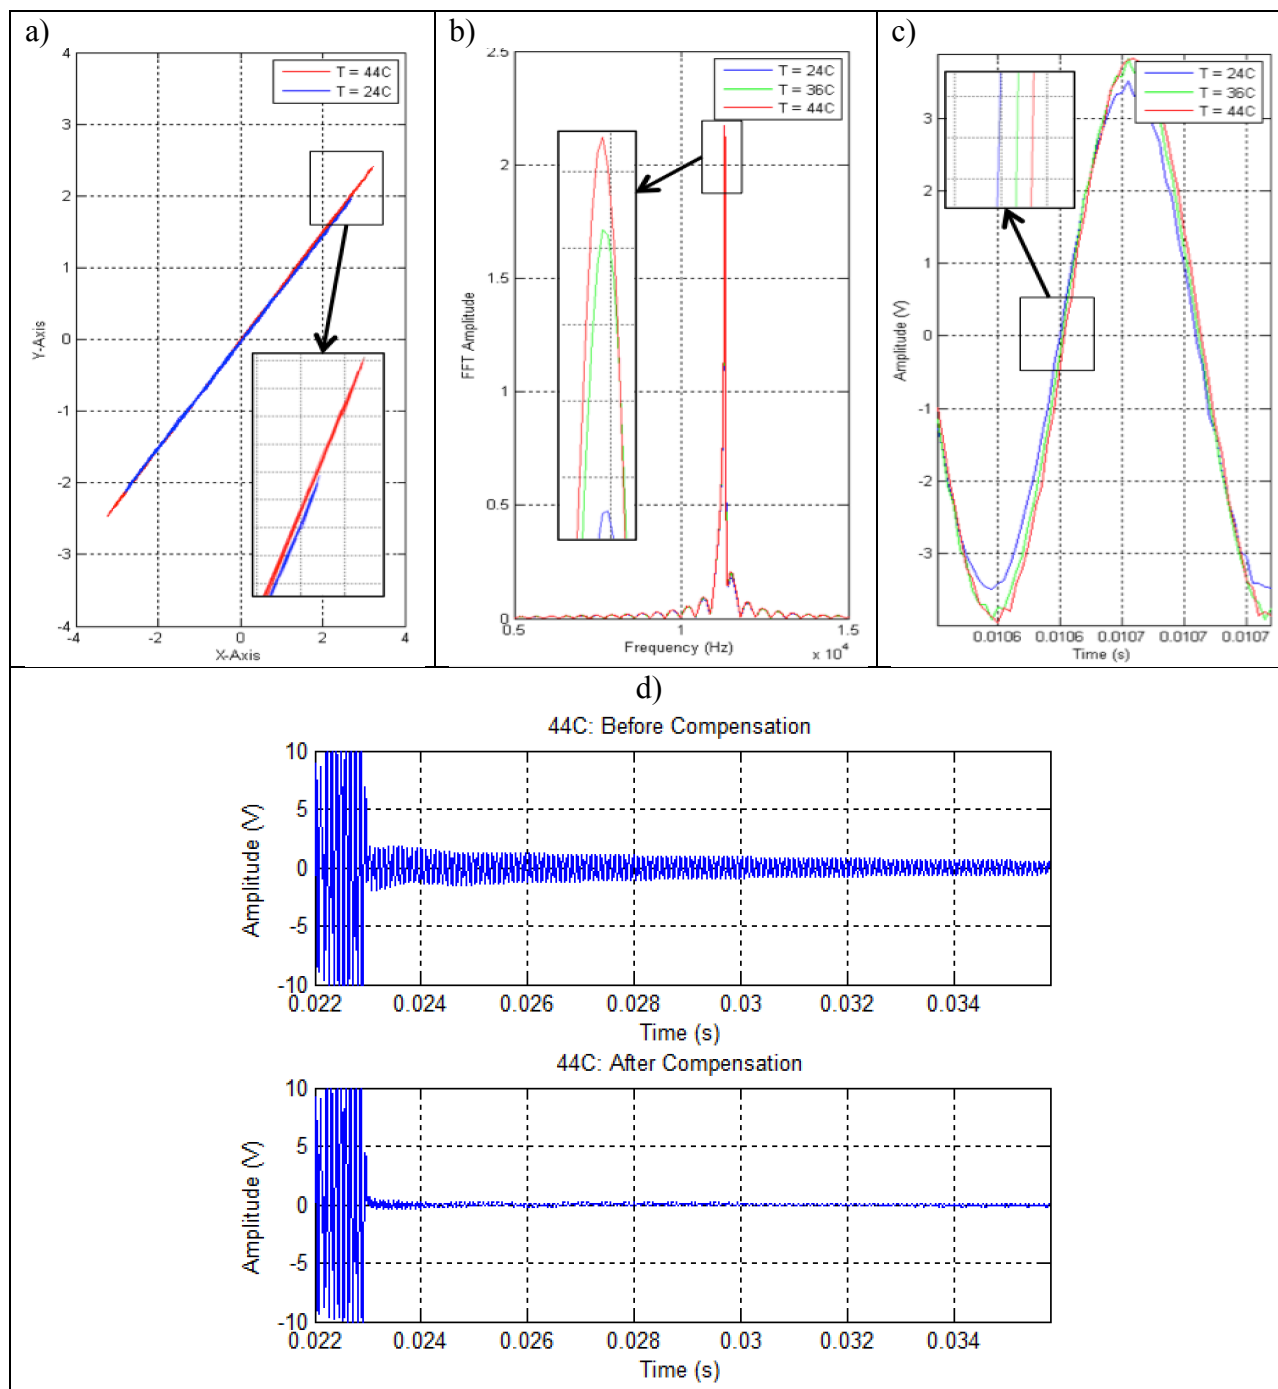 a)
4
3
2
1
0
-1
-2
-3
-4
-4
-2
0
2
4
Y-Axis
X-Axis
T = 44C
T = 24C
b)
2.5
2
1.5
1
0.5
0
0.5
1
1.5
x 10^4
FFT Amplitude
Frequency (Hz)
T = 24C
T = 36C
T = 44C
c)
3
2
1
0
-1
-2
-3
0.0106
0.0106
0.0107
0.0107
0.0107
Amplitude (V)
Time (s)
T = 24C
T = 36C
T = 44C
d)
44C: Before Compensation
10
5
0
-5
-10
0.022
0.024
0.026
0.028
0.03
0.032
0.034
Amplitude (V)
Time (s)
44C: After Compensation
10
5
0
-5
-10
0.022
0.024
0.026
0.028
0.03
0.032
0.034
Amplitude (V)
Time (s)